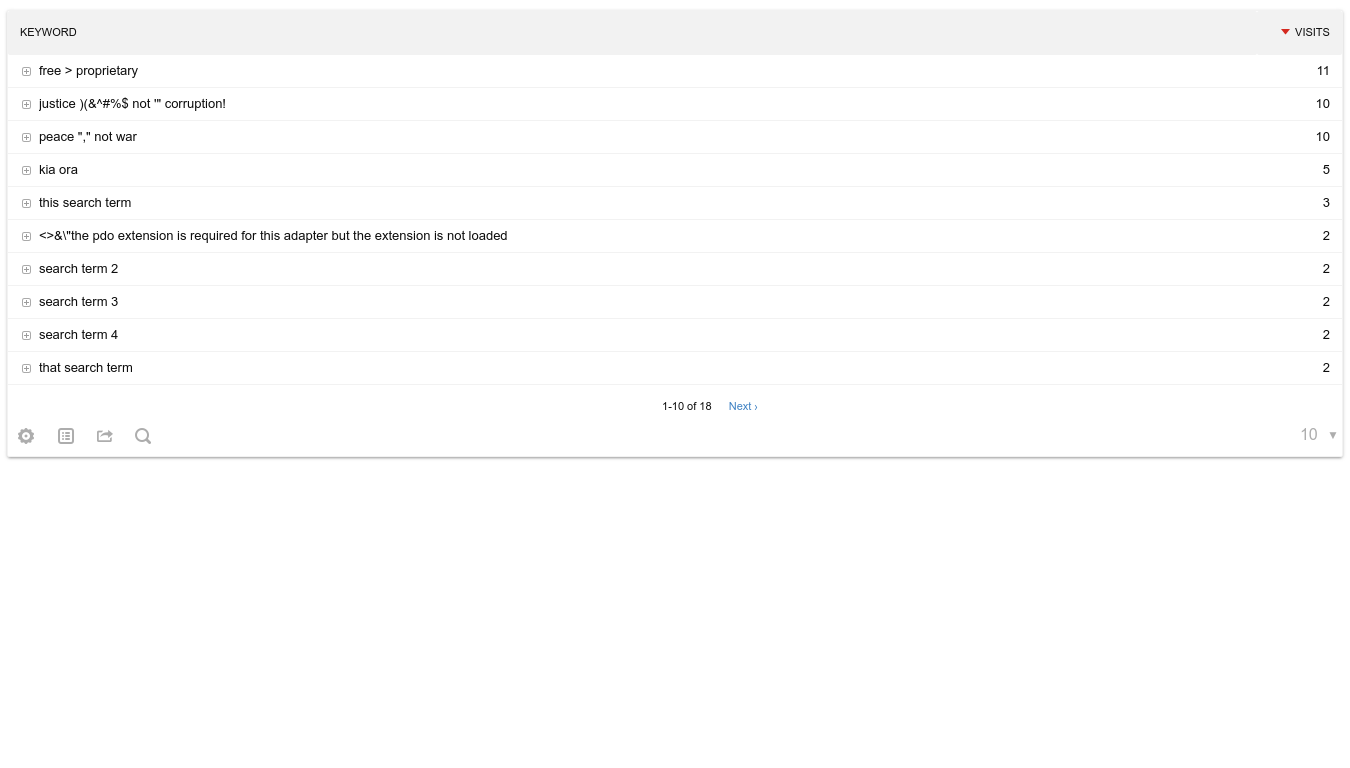 KEYWORD VISITS
free > proprietary 11
justice )(&^#%$ not '" corruption! 10
peace "," not war 10
kia ora 5
this search term 3
<>&\"the pdo extension is required for this adapter but the extension is not loaded 2
search term 2 2
search term 3 2
search term 4 2
that search term 2
1-10 of 18 Next ›
10